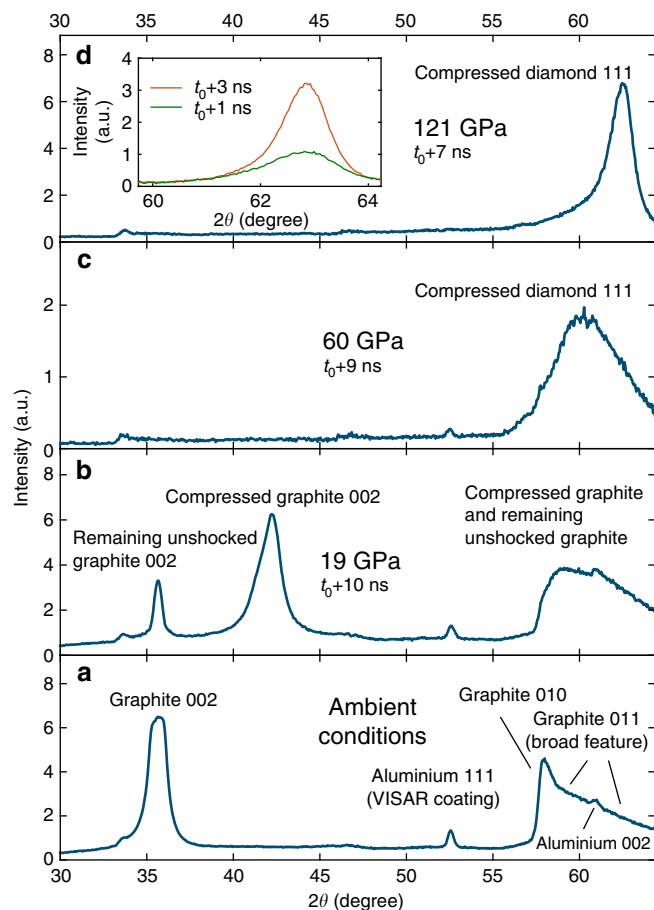 30 35 40 45 50 55 60
d
Intensity
(a.u.)
4
3
2
1
0
t0+3 ns
t0+1 ns
60 62 64
2θ (degree)
Compressed diamond 111
121 GPa
t0+7 ns
8
6
4
2
0
c
Compressed diamond 111
60 GPa
t0+9 ns
2
1
0
Intensity (a.u.)
b
Compressed graphite 002
Remaining unshocked
graphite 002
19 GPa
t0+10 ns
Compressed graphite
and remaining
unshocked graphite
8
6
4
2
0
a
Graphite 002
Ambient
conditions
Aluminium 111
(VISAR coating)
Graphite 010
Graphite 011
(broad feature)
Aluminium 002
8
6
4
2
0
30 35 40 45 50 55 60
2θ (degree)